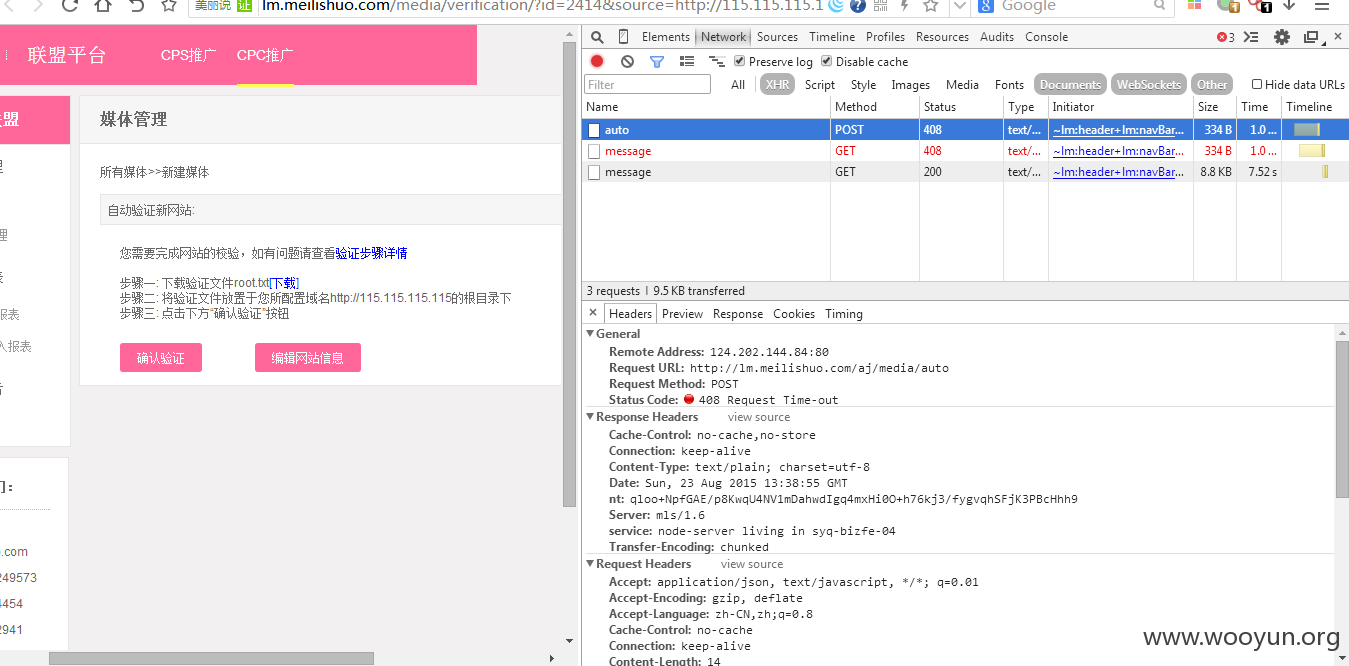 美丽说 证 lm.meilishuo.com/media/verification/?id=2414&source=http://115.115.115.1 Google
联盟平台 CPS推广 CPC推广
联盟
媒体管理
所有媒体>>新建媒体
自动验证新网站:
您需要完成网站的校验，如有问题请查看验证步骤详情
步骤一: 下载验证文件root.txt[下载]
步骤二: 将验证文件放置于您所配置域名http://115.115.115.115的根目录下
步骤三: 点击下方“确认验证”按钮
确认验证 编辑网站信息
理
理
表
报表
入报表
们：
.com
249573
4454
2941
Elements Network Sources Timeline Profiles Resources Audits Console 3
Preserve log Disable cache
Filter All XHR Script Style Images Media Fonts Documents WebSockets Other Hide data URLs
Name Method Status Type Initiator Size Time Timeline
auto POST 408 text/... ~lm:header+lm:navBar... 334 B 1.0 ...
message GET 408 text/... ~lm:header+lm:navBar... 334 B 1.0 ...
message GET 200 text/... ~lm:header+lm:navBar... 8.8 KB 7.52 s
3 requests | 9.5 KB transferred
× Headers Preview Response Cookies Timing
General
Remote Address: 124.202.144.84:80
Request URL: http://lm.meilishuo.com/aj/media/auto
Request Method: POST
Status Code: 408 Request Time-out
Response Headers view source
Cache-Control: no-cache,no-store
Connection: keep-alive
Content-Type: text/plain; charset=utf-8
Date: Sun, 23 Aug 2015 13:38:55 GMT
nt: qloo+NpfGAE/p8KwqU4NV1mDahwdIgq4mxHi0O+h76kj3/fygvqhSFjK3PBcHhh9
Server: mls/1.6
service: node-server living in syq-bizfe-04
Transfer-Encoding: chunked
Request Headers view source
Accept: application/json, text/javascript, */*; q=0.01
Accept-Encoding: gzip, deflate
Accept-Language: zh-CN,zh;q=0.8
Cache-Control: no-cache
Connection: keep-alive
Content-Length: 14
www.wooyun.org